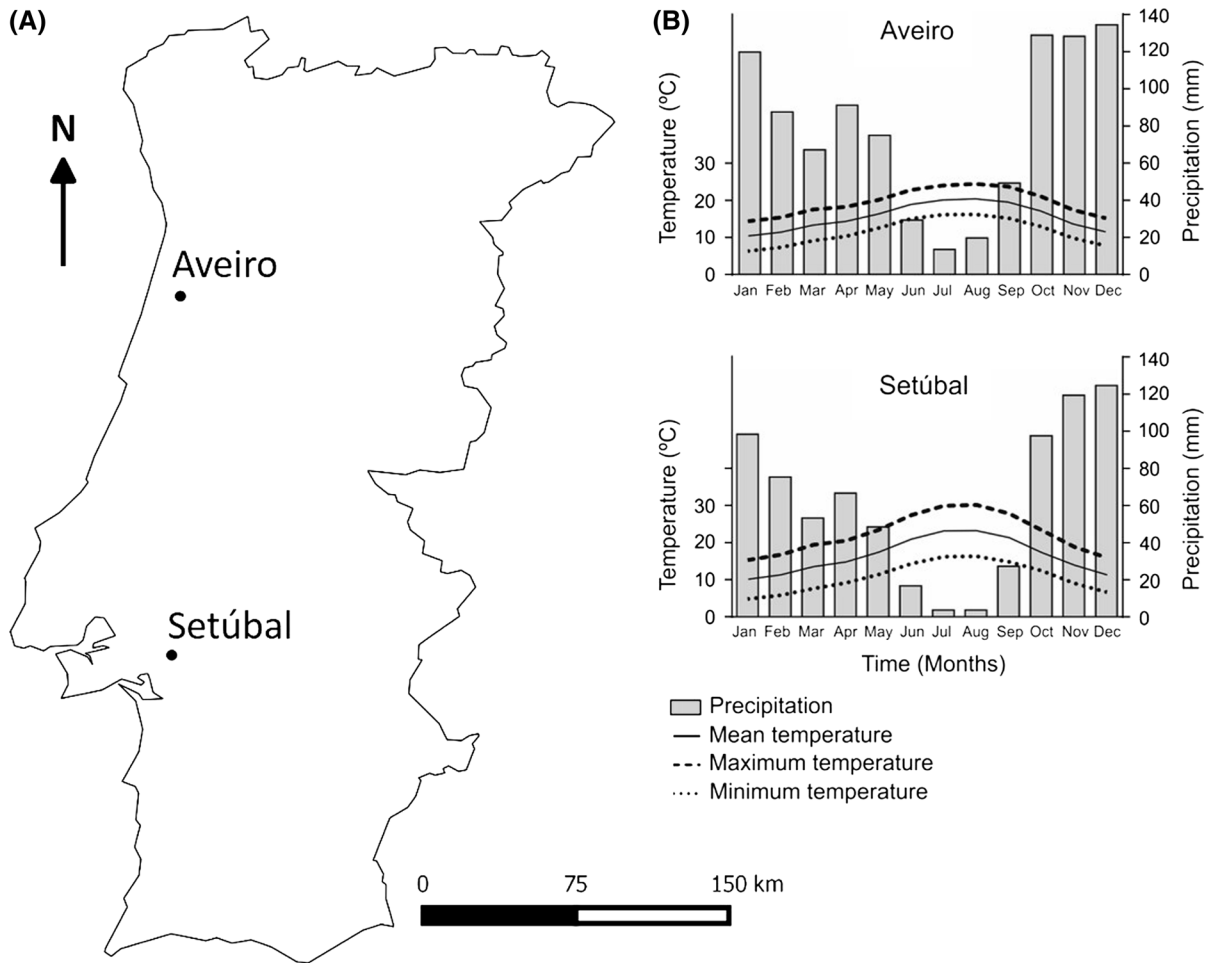 (A)
N
Aveiro
Setúbal
0 75 150 km
(B)
Aveiro
Temperature (ºC)
30
20
10
0
Precipitation (mm)
140
120
100
80
60
40
20
0
Jan Feb Mar Apr May Jun Jul Aug Sep Oct Nov Dec
Setúbal
Temperature (ºC)
30
20
10
0
Precipitation (mm)
140
120
100
80
60
40
20
0
Jan Feb Mar Apr May Jun Jul Aug Sep Oct Nov Dec
Time (Months)
Precipitation
Mean temperature
Maximum temperature
Minimum temperature